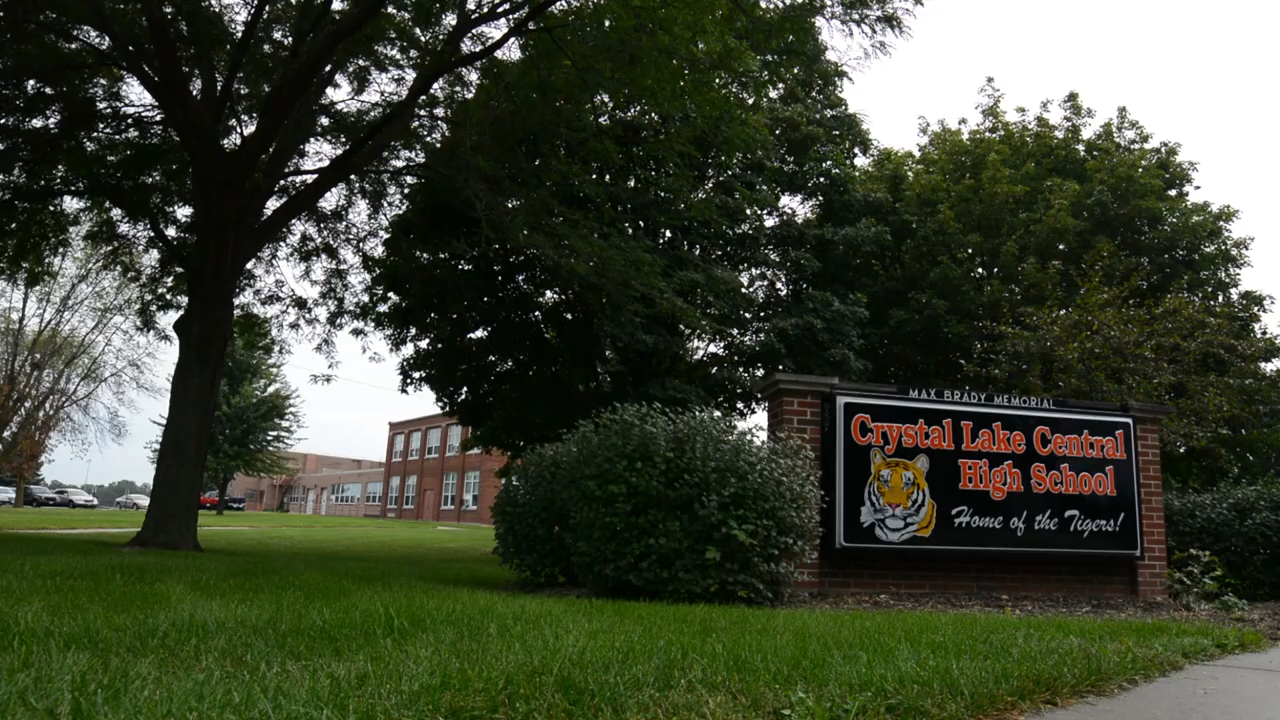 MAX BRADY MEMORIAL
Crystal Lake Central
High School
Home of the Tigers!